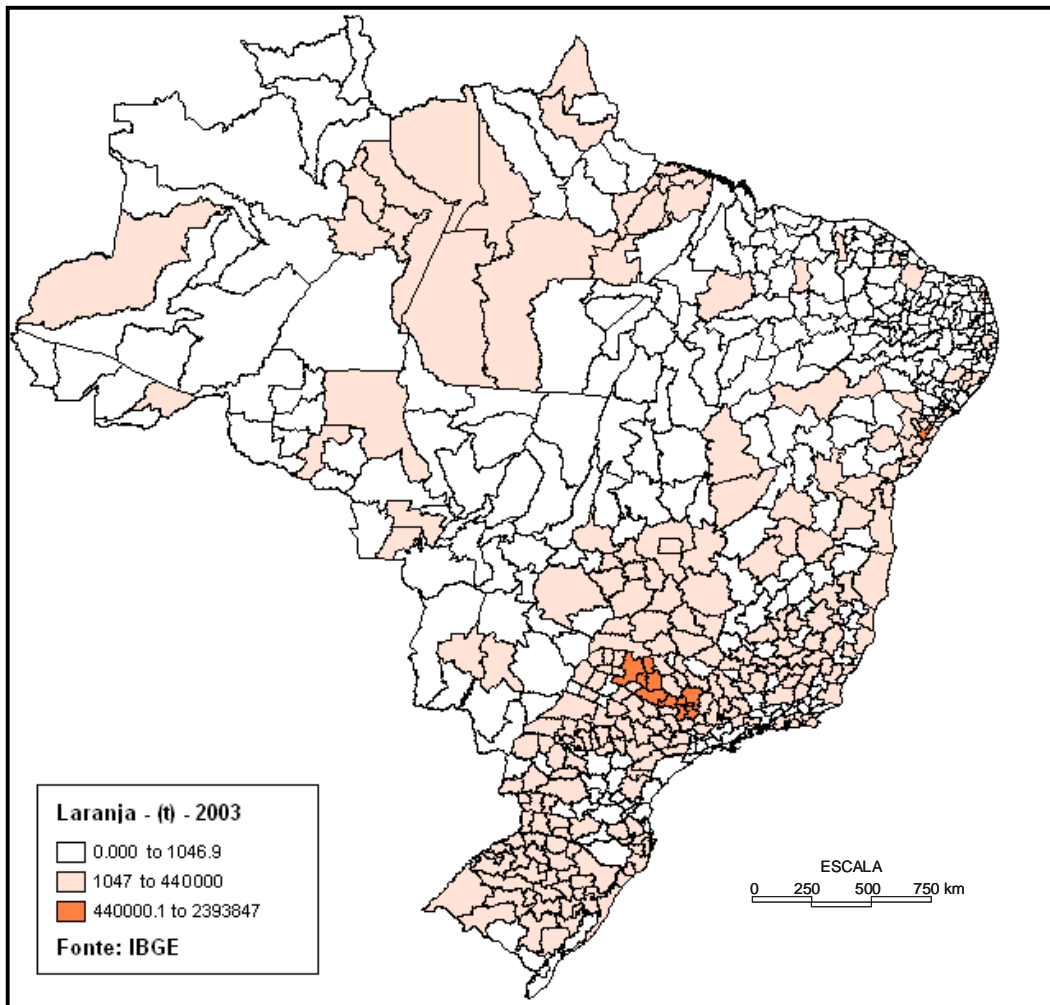 Laranja - (t) - 2003
0.000 to 1046.9
1047 to 440000
440000.1 to 2393847
Fonte: IBGE
ESCALA
0 250 500 750 km